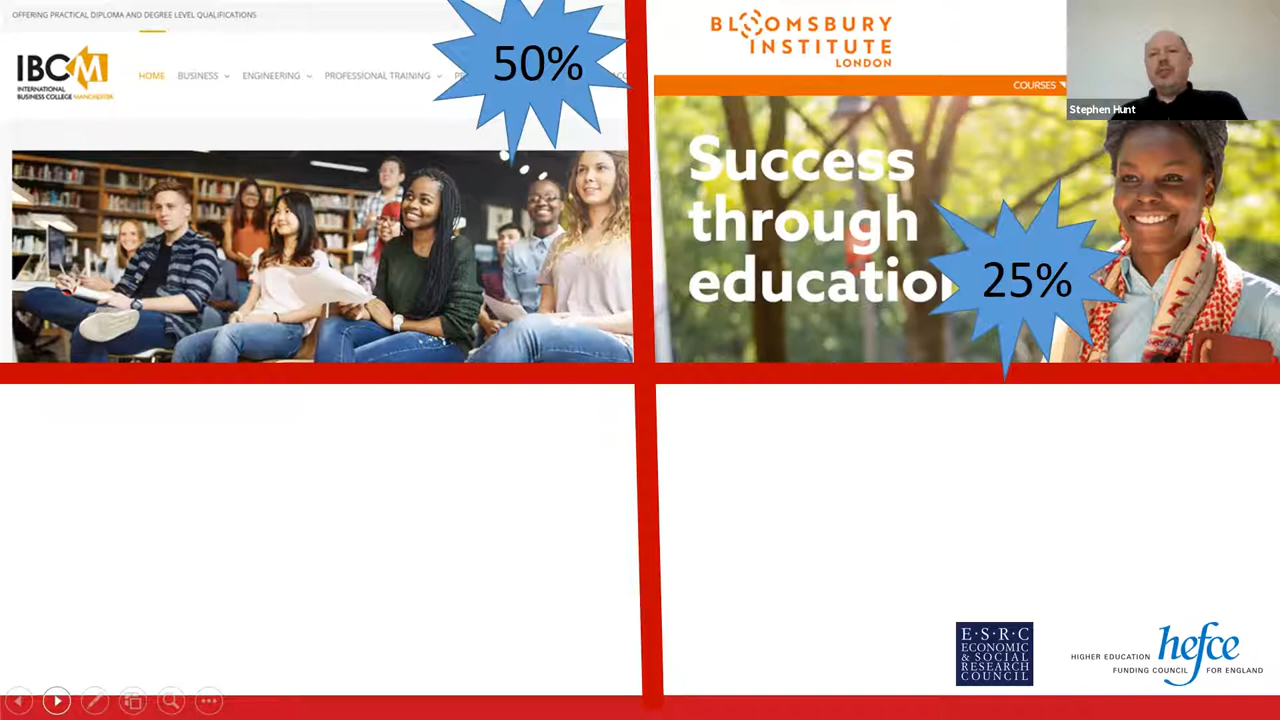 OFFERING PRACTICAL DIPLOMA AND DEGREE LEVEL QUALIFICATIONS
IBCM
INTERNATIONAL
BUSINESS COLLEGE MANCHESTER
HOME BUSINESS ENGINEERING PROFESSIONAL TRAINING
50%
BLOOMSBURY
INSTITUTE
LONDON
COURSES
Stephen Hunt
Success
through
education
25%
E·S·R·C
ECONOMIC
& SOCIAL
RESEARCH
COUNCIL
HIGHER EDUCATION hefce
FUNDING COUNCIL FOR ENGLAND